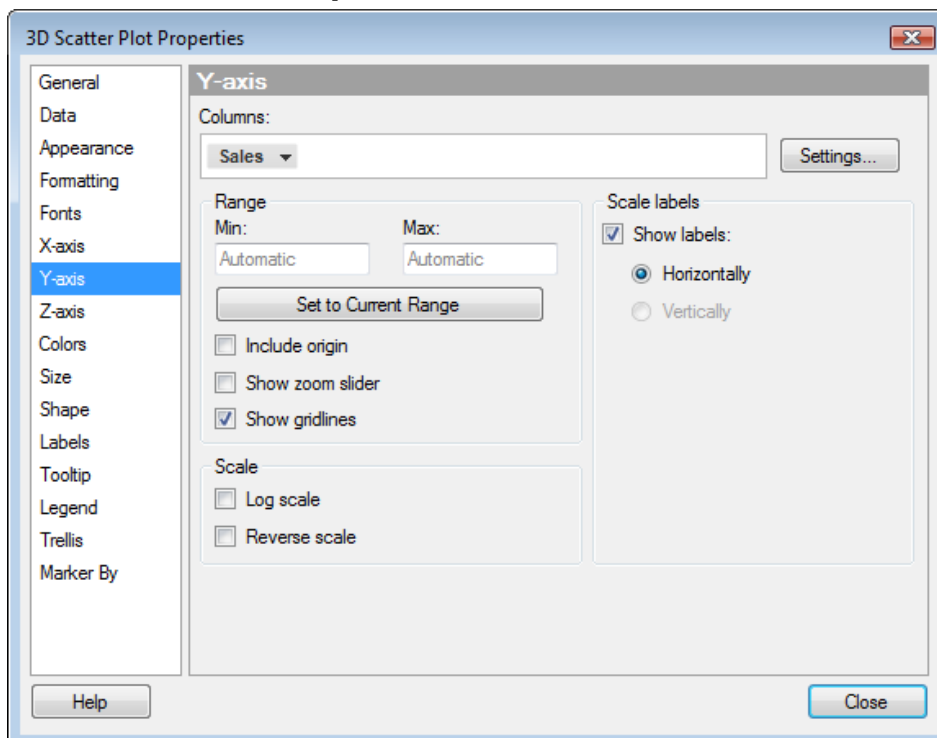 3D Scatter Plot Properties
General
Data
Appearance
Formatting
Fonts
X-axis
Y-axis
Z-axis
Colors
Size
Shape
Labels
Tooltip
Legend
Trellis
Marker By
Y-axis
Columns:
Sales
Settings...
Range
Min: Max:
Automatic Automatic
Set to Current Range
Include origin
Show zoom slider
Show gridlines
Scale
Log scale
Reverse scale
Scale labels
Show labels:
Horizontally
Vertically
Help Close